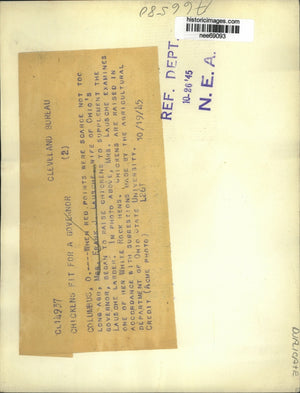 historicimages.com
nee69093
REF. DEPT.
10-26-45
N. E. A.
CLEVELAND BUREAU
CL14937 (2)
CHICKENS FIT FOR A GOVERNOR
COLUMBUS, O.----WHEN RED POINTS WERE SCARCE NOT TOO
LONG AGO, MRS. FRANK J. LAUSCHE, WIFE OF OHIO'S
GOVERNOR, BEGAN TO RAISE CHICKENS TO SUPPLEMENT THE
LAUSCHE LARDER. IN PHOTO ABOVE, MRS. LAUSCHE EXAMINES
ONE OF HER WHITE ROCK HENS. CHICKENS ARE RAISED IN
ACCORDANCE WITH SUGGESTIONS MADE BY THE AGRICULTURAL
DEPARTMENT OF OHIO STATE UNIVERSITY.
CREDIT (ACME PHOTO) 10/19/45